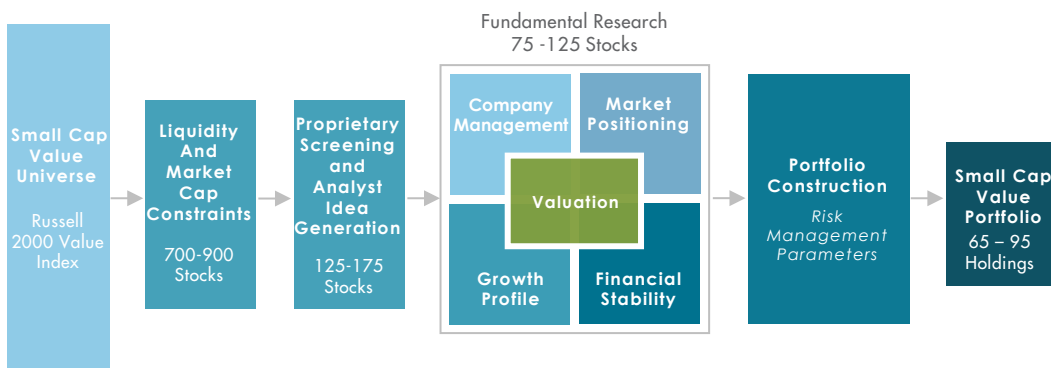 Small Cap
Value
Universe
Russell
2000 Value
Index
Liquidity
And
Market
Cap
Constraints
700-900
Stocks
Proprietary
Screening
and
Analyst
Idea
Generation
125-175
Stocks
Fundamental Research
75 -125 Stocks
Company
Management
Market
Positioning
Valuation
Growth
Profile
Financial
Stability
Portfolio
Construction
Risk
Management
Parameters
Small Cap
Value
Portfolio
65 – 95
Holdings